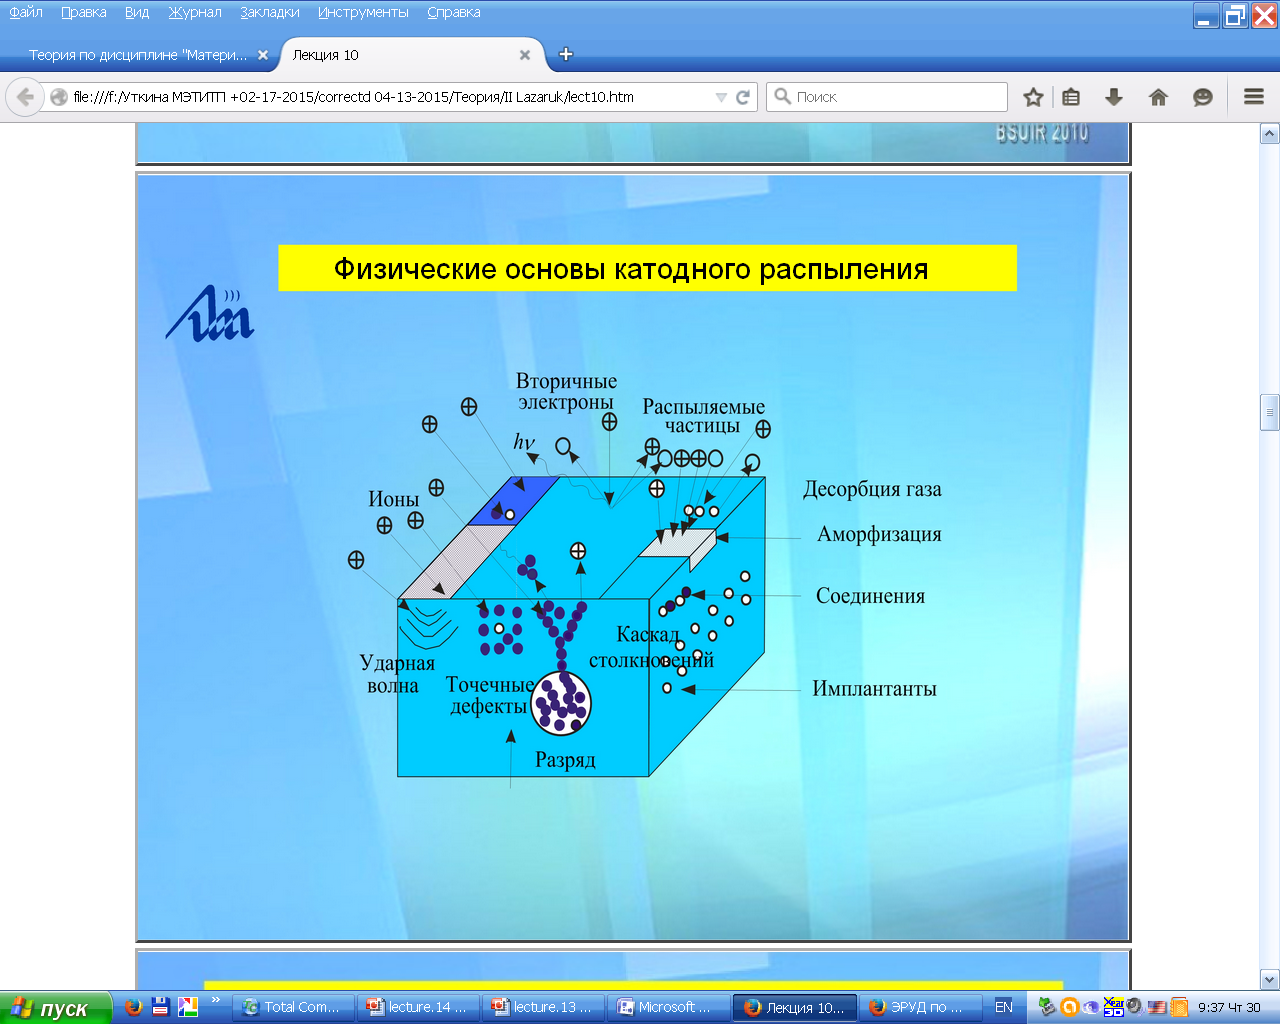 Файл Правка Вид Журнал Закладки Инструменты Справка
Теория по дисциплине "Матери...
Лекция 10
file:///f:/Уткина МЭТИТП +02-17-2015/correctd 04-13-2015/Теория/II Lazaruk/lect10.htm
Поиск
BSUIR 2010
Физические основы катодного распыления
Вторичные
электроны
Распыляемые
частицы
hν
Ионы
Десорбция газа
Аморфизация
Соединения
Каскад
столкновений
Ударная
волна
Точечные
дефекты
Имплантанты
Разряд
пуск
»
Total Com...
lecture.14 ...
lecture.13 ...
Microsoft ...
Лекция 10...
ЭРУД по ...
EN
9:37 Чт 30